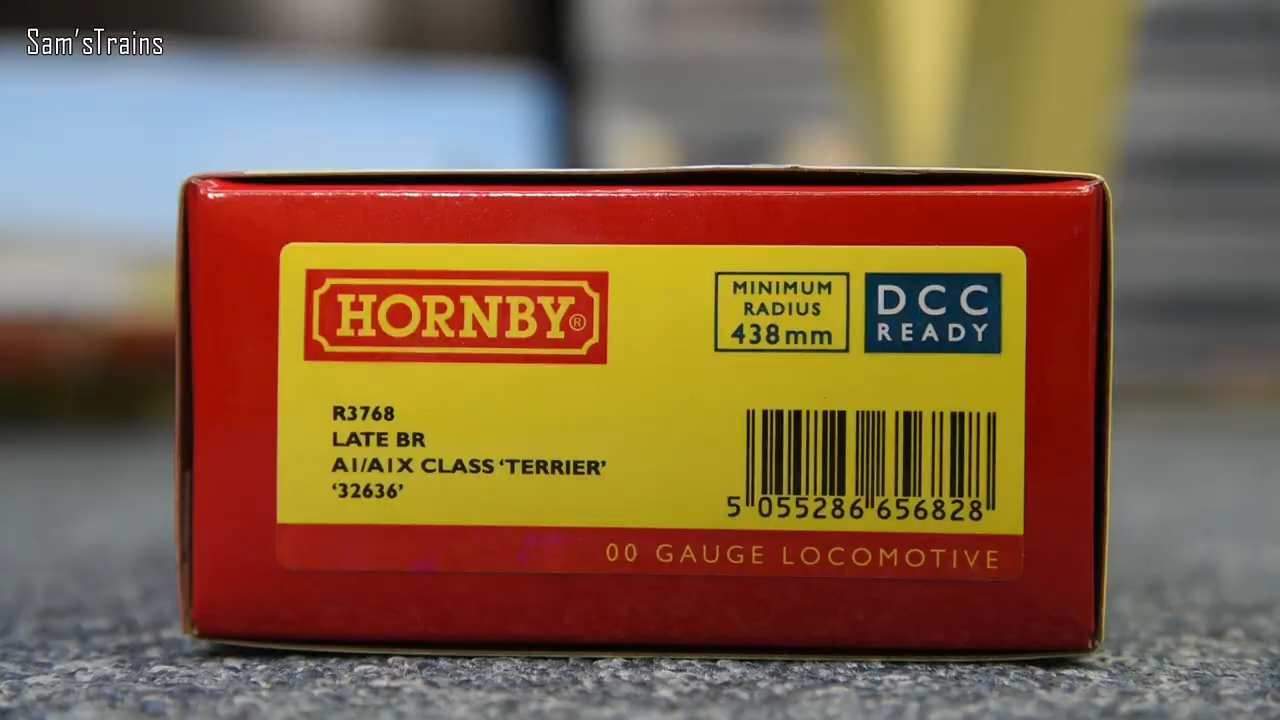 Sam'sTrains
HORNBY®
MINIMUM
RADIUS
438mm
DCC
READY
R3768
LATE BR
A1/A1X CLASS ‘TERRIER’
‘32636’
5 055286 656828
00 GAUGE LOCOMOTIVE